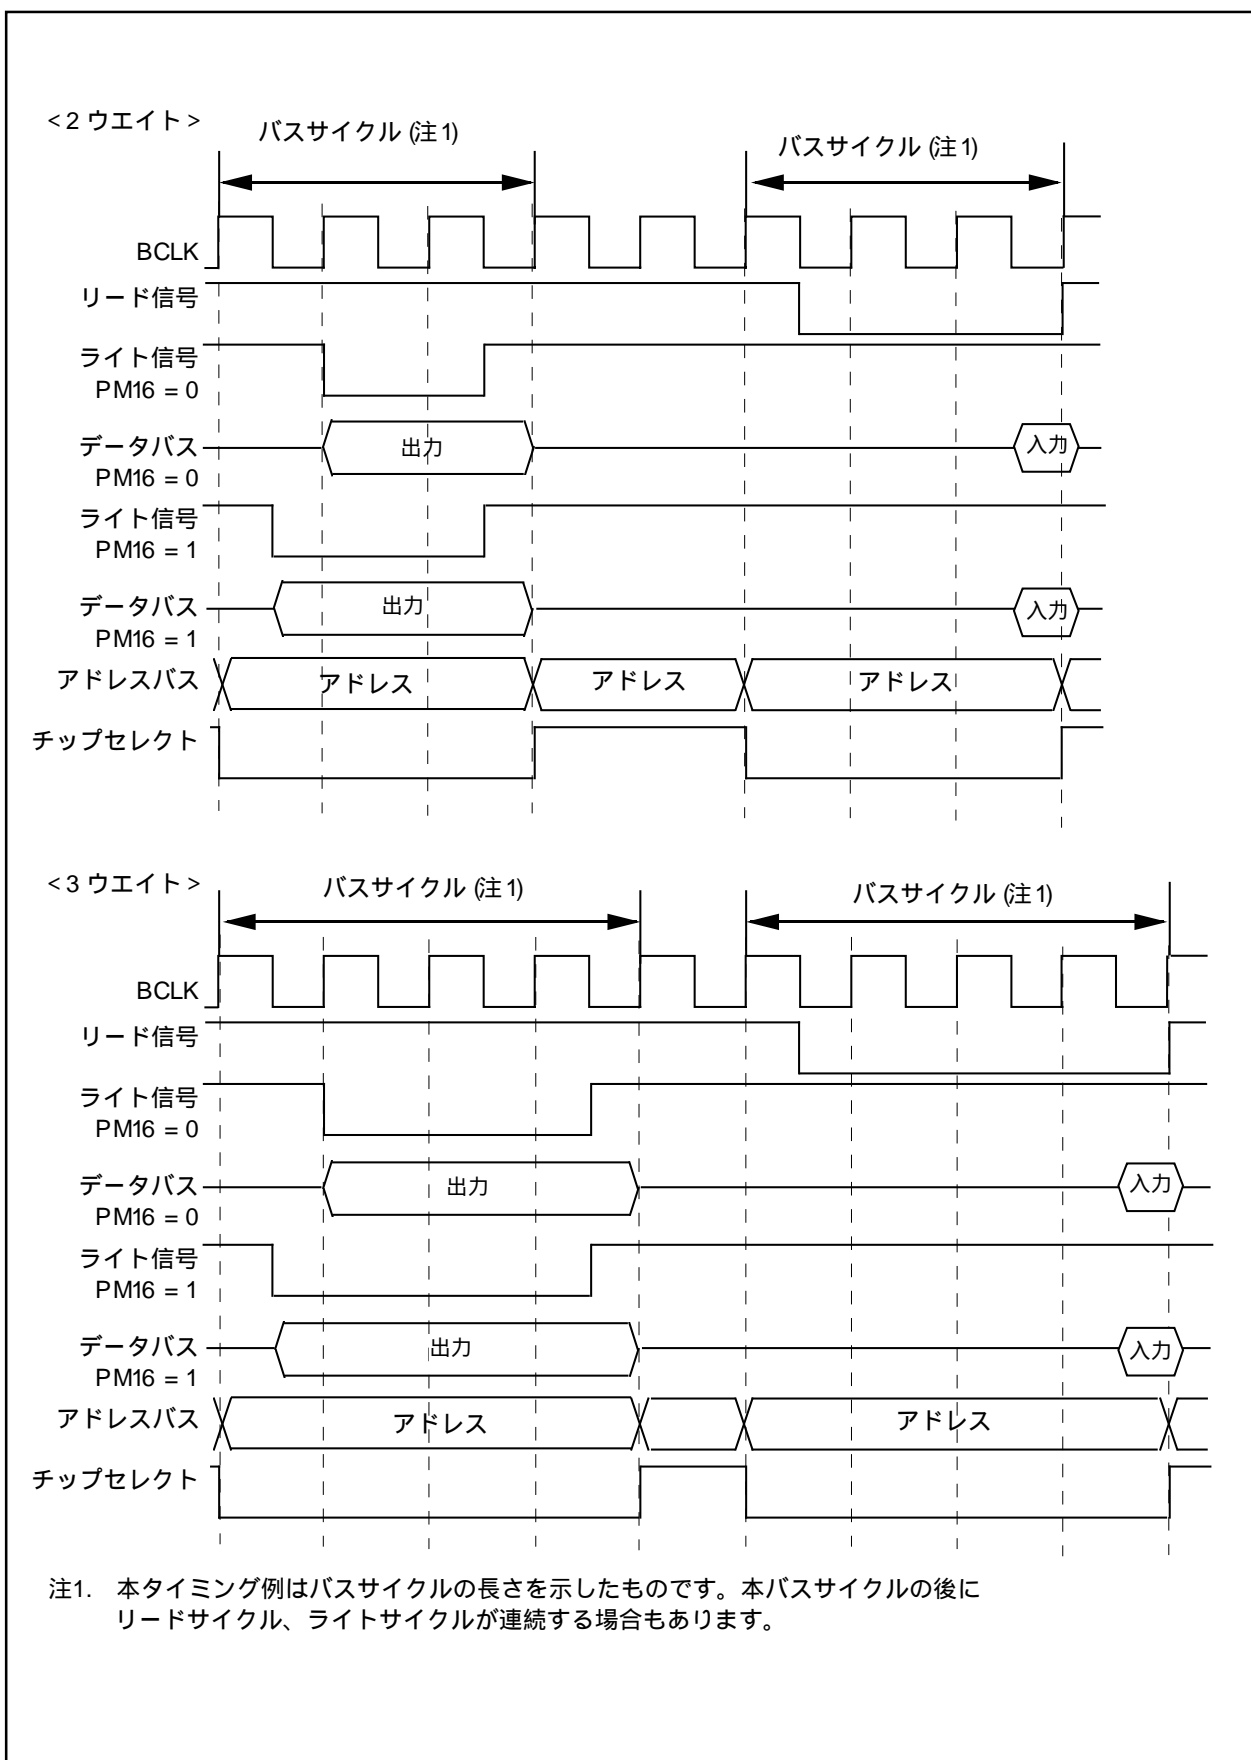 <2 ウエイト>
バスサイクル (注1)
バスサイクル (注1)
BCLK
リード信号
ライト信号
PM16 = 0
データバス
PM16 = 0
出力
入力
ライト信号
PM16 = 1
データバス
PM16 = 1
出力
入力
アドレスバス
アドレス
アドレス
アドレス
チップセレクト
<3 ウエイト>
バスサイクル (注1)
バスサイクル (注1)
BCLK
リード信号
ライト信号
PM16 = 0
データバス
PM16 = 0
出力
入力
ライト信号
PM16 = 1
データバス
PM16 = 1
出力
入力
アドレスバス
アドレス
アドレス
チップセレクト
注1. 本タイミング例はバスサイクルの長さを示したものです。本バスサイクルの後に
リードサイクル、ライトサイクルが連続する場合もあります。